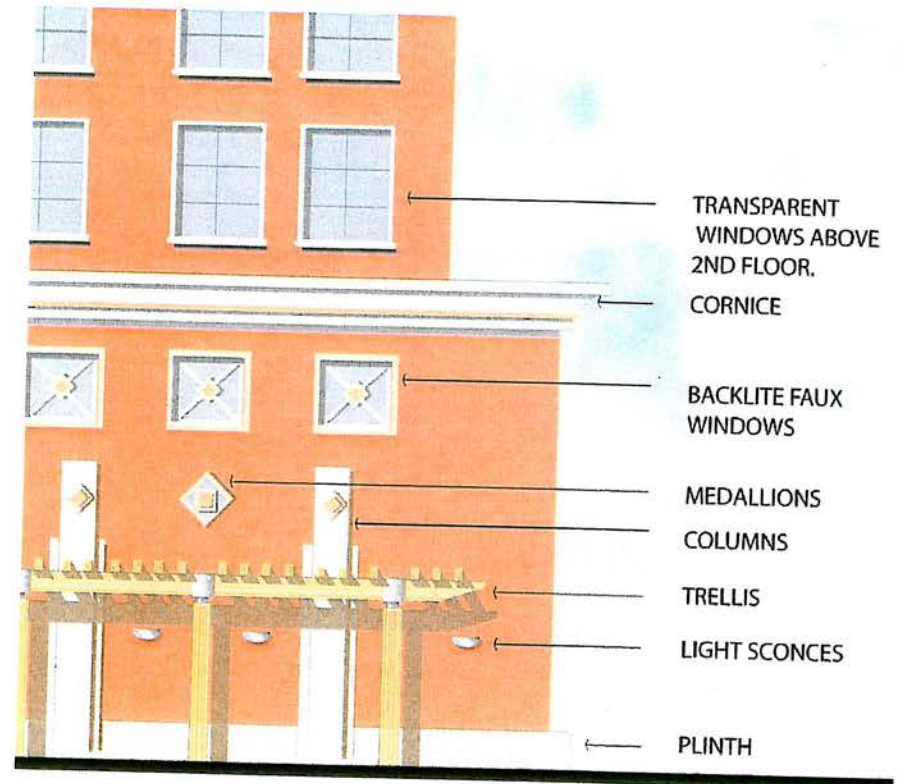 TRANSPARENT
WINDOWS ABOVE
2ND FLOOR.
CORNICE
BACKLITE FAUX
WINDOWS
MEDALLIONS
COLUMNS
TRELLIS
LIGHT SCONCES
PLINTH